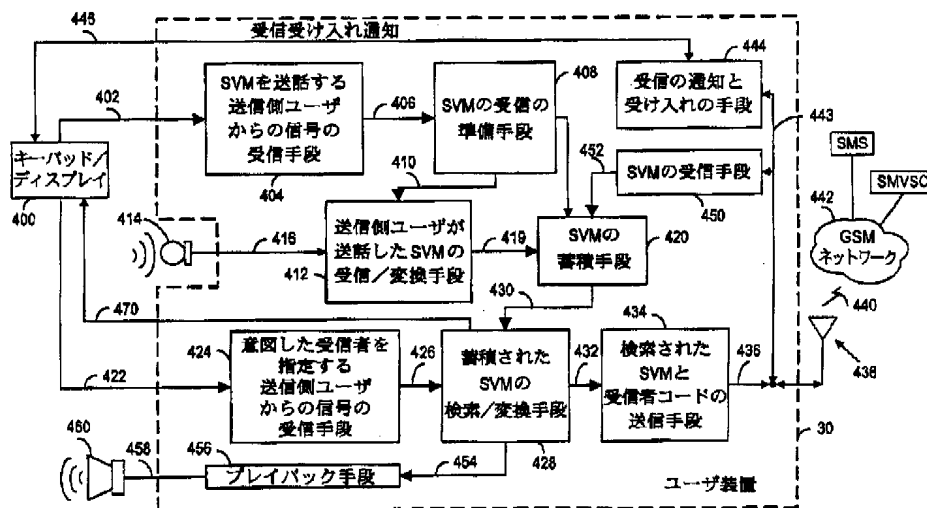 446
受信受け入れ通知
444
408
402
SVMを送話する
送信側ユーザ
からの信号の
受信手段
404
406
SVMの受信の
準備手段
受信の通知と
受け入れの手段
443
キー・パッド／
ディスプレイ
400
410
452
SVMの受信手段
450
SMS
SMVSC
442
GSM
ネットワーク
414
416
送信側ユーザが
送話したSVMの
受信／変換手段
412
419
SVMの
蓄積手段
420
430
440
470
434
438
422
424
意図した受信者を
指定する
送信側ユーザ
からの信号の
受信手段
426
蓄積された
SVMの
検索／変換手段
428
432
検索された
SVMと
受信者コードの
送信手段
436
30
460
458
456
プレイバック手段
454
ユーザ装置